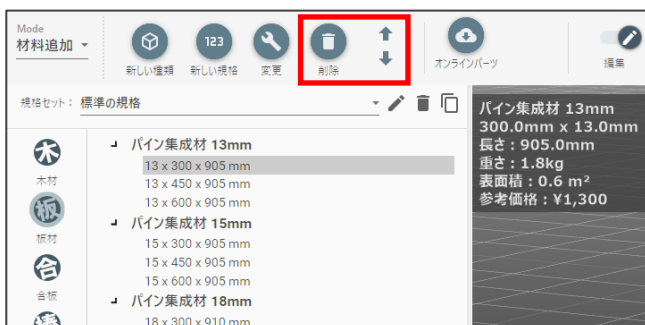 Mode
材料追加
新しい種類
123
新しい規格
変更
削除
オンラインパーツ
編集
規格セット： 標準の規格
木
木材
板
板材
合
合板
パイン集成材 13mm
13 x 300 x 905 mm
13 x 450 x 905 mm
13 x 600 x 905 mm
パイン集成材 15mm
15 x 300 x 905 mm
15 x 450 x 905 mm
15 x 600 x 905 mm
パイン集成材 18mm
18 x 300 x 910 mm
パイン集成材 13mm
300.0mm x 13.0mm
長さ：905.0mm
重さ：1.8kg
表面積：0.6 m²
参考価格：¥1,300